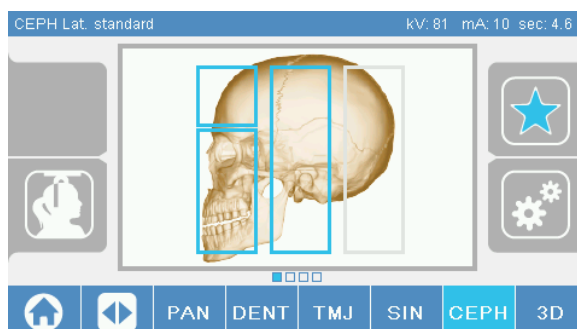 CEPH Lat. standard kV: 81 mA: 10 sec: 4.6
PAN DENT TMJ SIN CEPH 3D